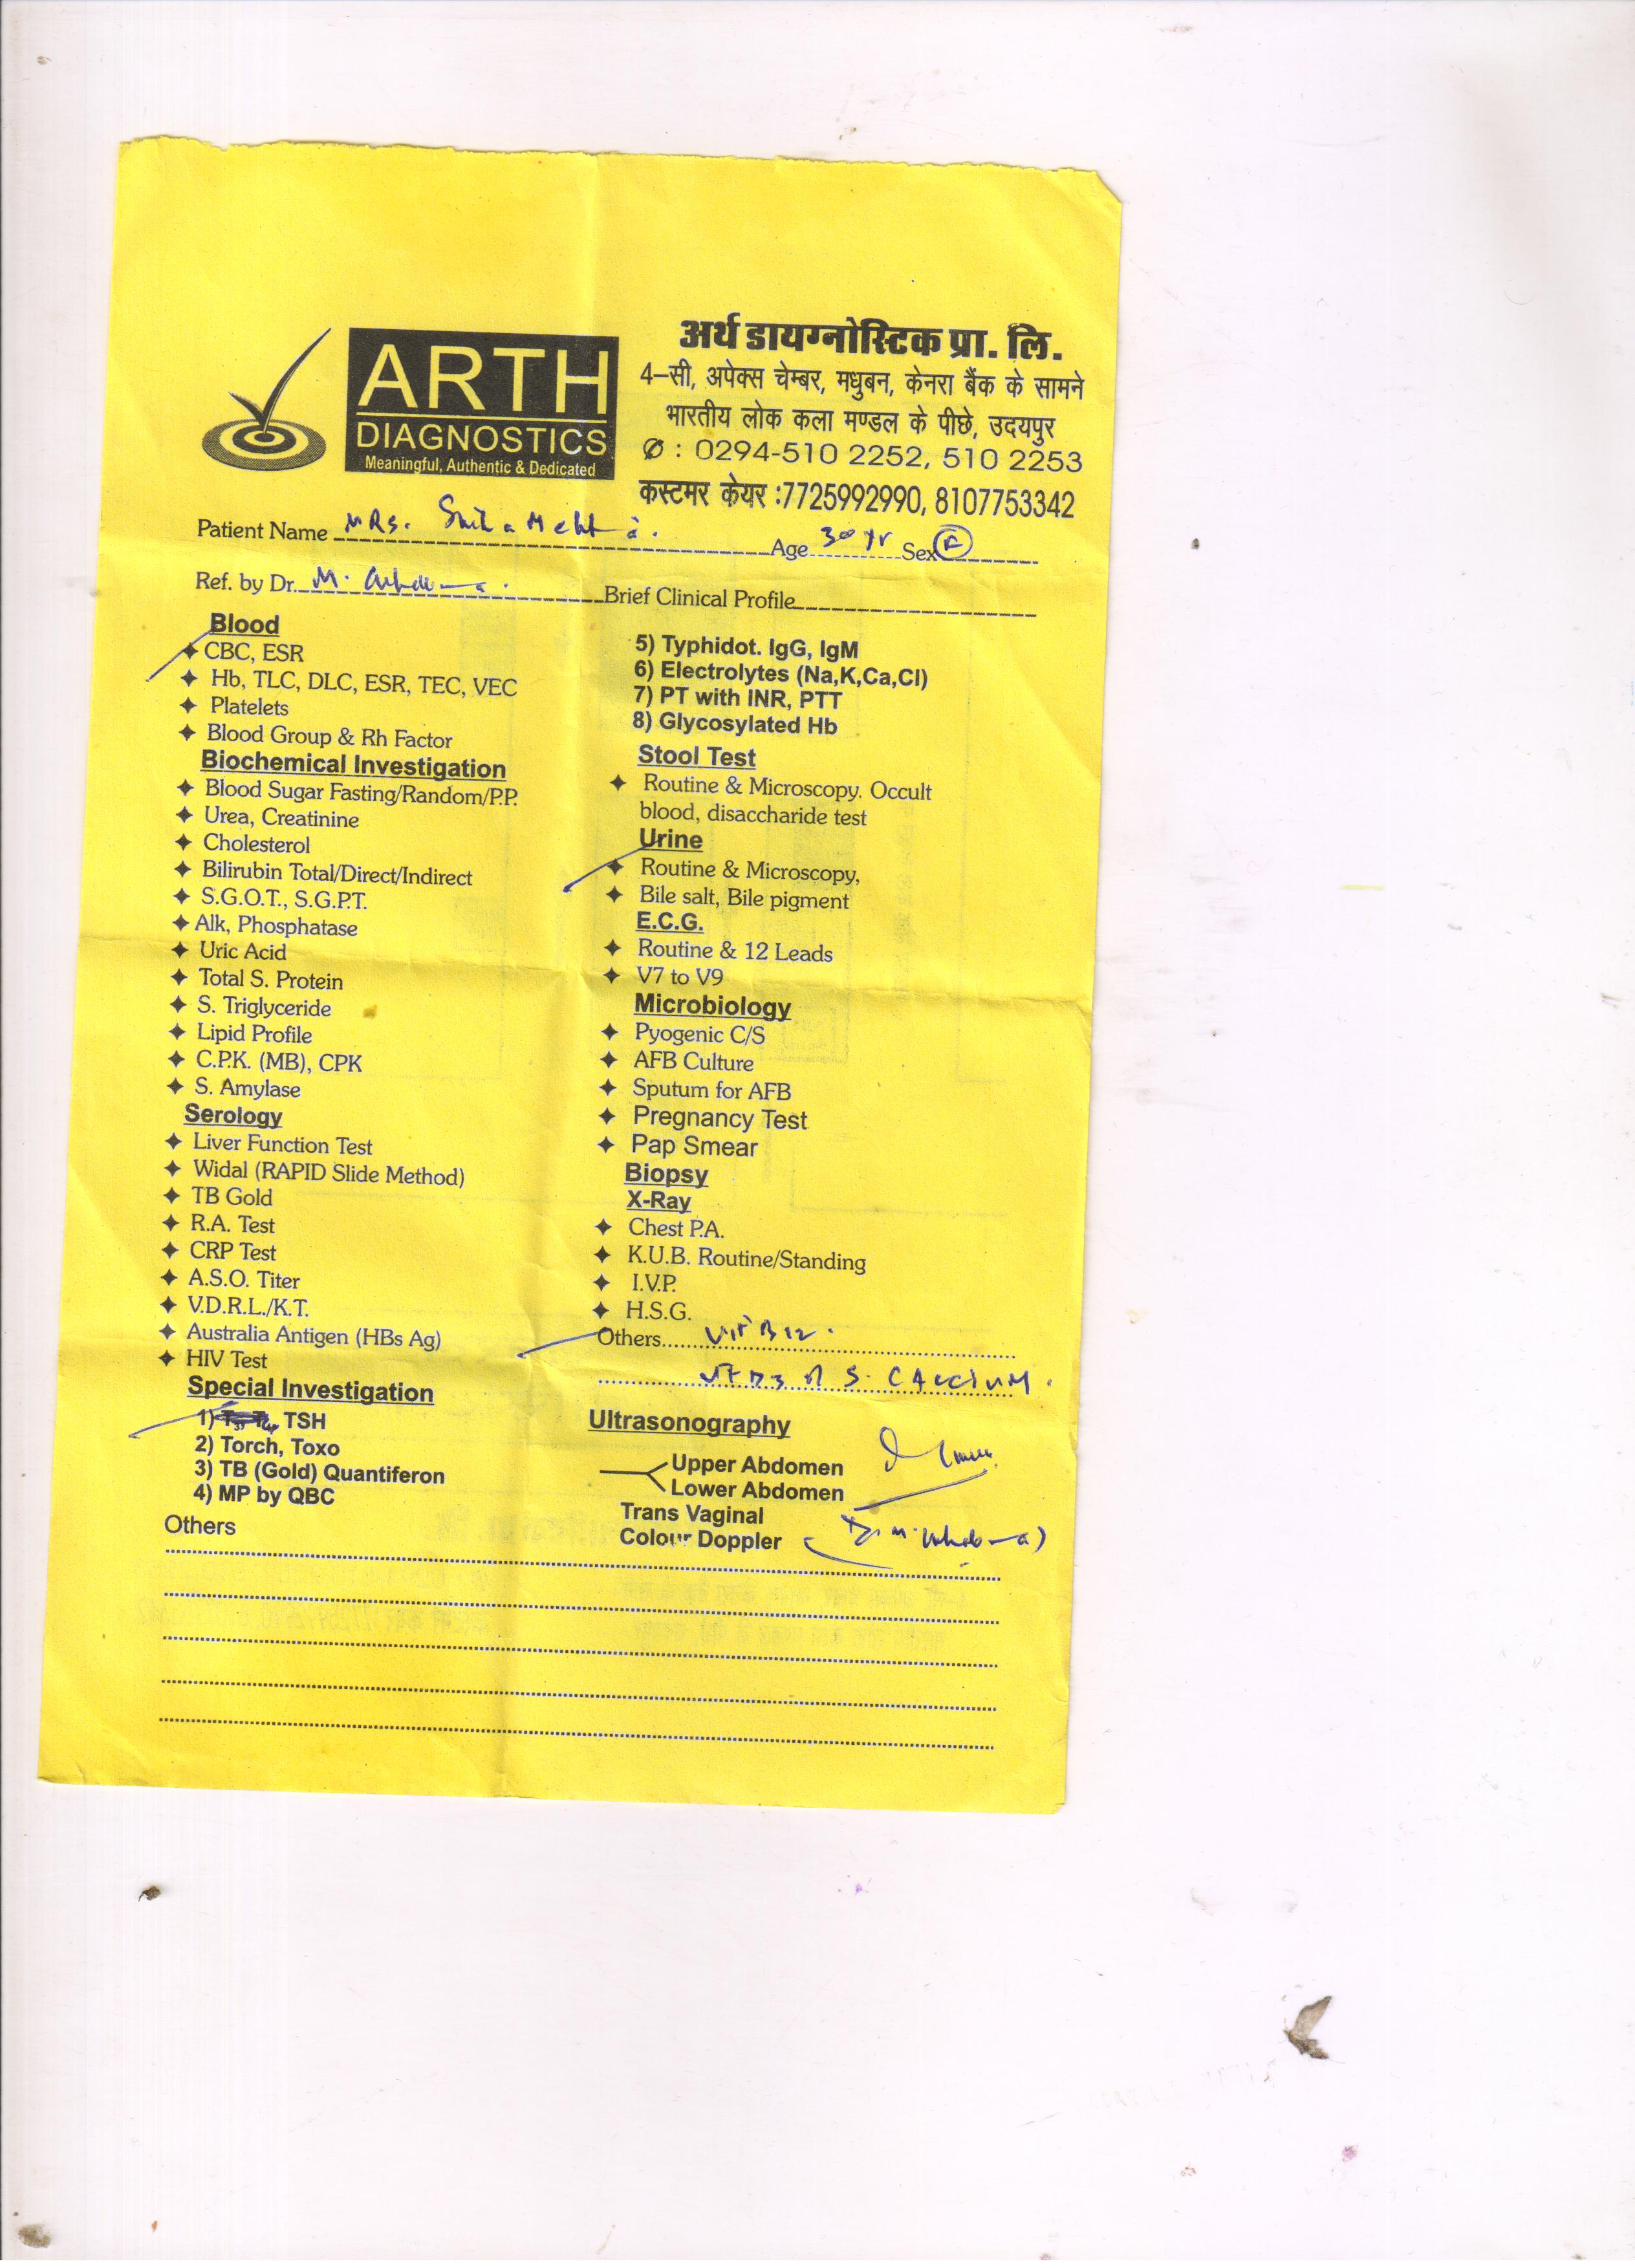 ARTH
DIAGNOSTICS
Meaningful, Authentic & Dedicated
अर्थ डायग्नोस्टिक प्रा. लि.
4–सी, अपेक्स चेम्बर, मधुबन, केनरा बैंक के सामने
भारतीय लोक कला मण्डल के पीछे, उदयपुर
✆ : 0294-510 2252, 510 2253
कस्टमर केयर :7725992990, 8107753342
Patient Name MRs. Mehta. Age 30 yr Sex F
Ref. by Dr. M. Brief Clinical Profile
Blood
CBC, ESR
Hb, TLC, DLC, ESR, TEC, VEC
Platelets
Blood Group & Rh Factor
Biochemical Investigation
Blood Sugar Fasting/Random/P.P.
Urea, Creatinine
Cholesterol
Bilirubin Total/Direct/Indirect
S.G.O.T., S.G.P.T.
Alk, Phosphatase
Uric Acid
Total S. Protein
S. Triglyceride
Lipid Profile
C.P.K. (MB), CPK
S. Amylase
Serology
Liver Function Test
Widal (RAPID Slide Method)
TB Gold
R.A. Test
CRP Test
A.S.O. Titer
V.D.R.L./K.T.
Australia Antigen (HBs Ag)
HIV Test
Special Investigation
1) T3, T4, TSH
2) Torch, Toxo
3) TB (Gold) Quantiferon
4) MP by QBC
Others
5) Typhidot. IgG, IgM
6) Electrolytes (Na,K,Ca,Cl)
7) PT with INR, PTT
8) Glycosylated Hb
Stool Test
Routine & Microscopy. Occult
blood, disaccharide test
Urine
Routine & Microscopy,
Bile salt, Bile pigment
E.C.G.
Routine & 12 Leads
V7 to V9
Microbiology
Pyogenic C/S
AFB Culture
Sputum for AFB
Pregnancy Test
Pap Smear
Biopsy
X-Ray
Chest P.A.
K.U.B. Routine/Standing
I.V.P.
H.S.G.
Others Vit B12.
Vit D3 S. CALCIUM.
Ultrasonography
Upper Abdomen
Lower Abdomen
Trans Vaginal
Colour Doppler